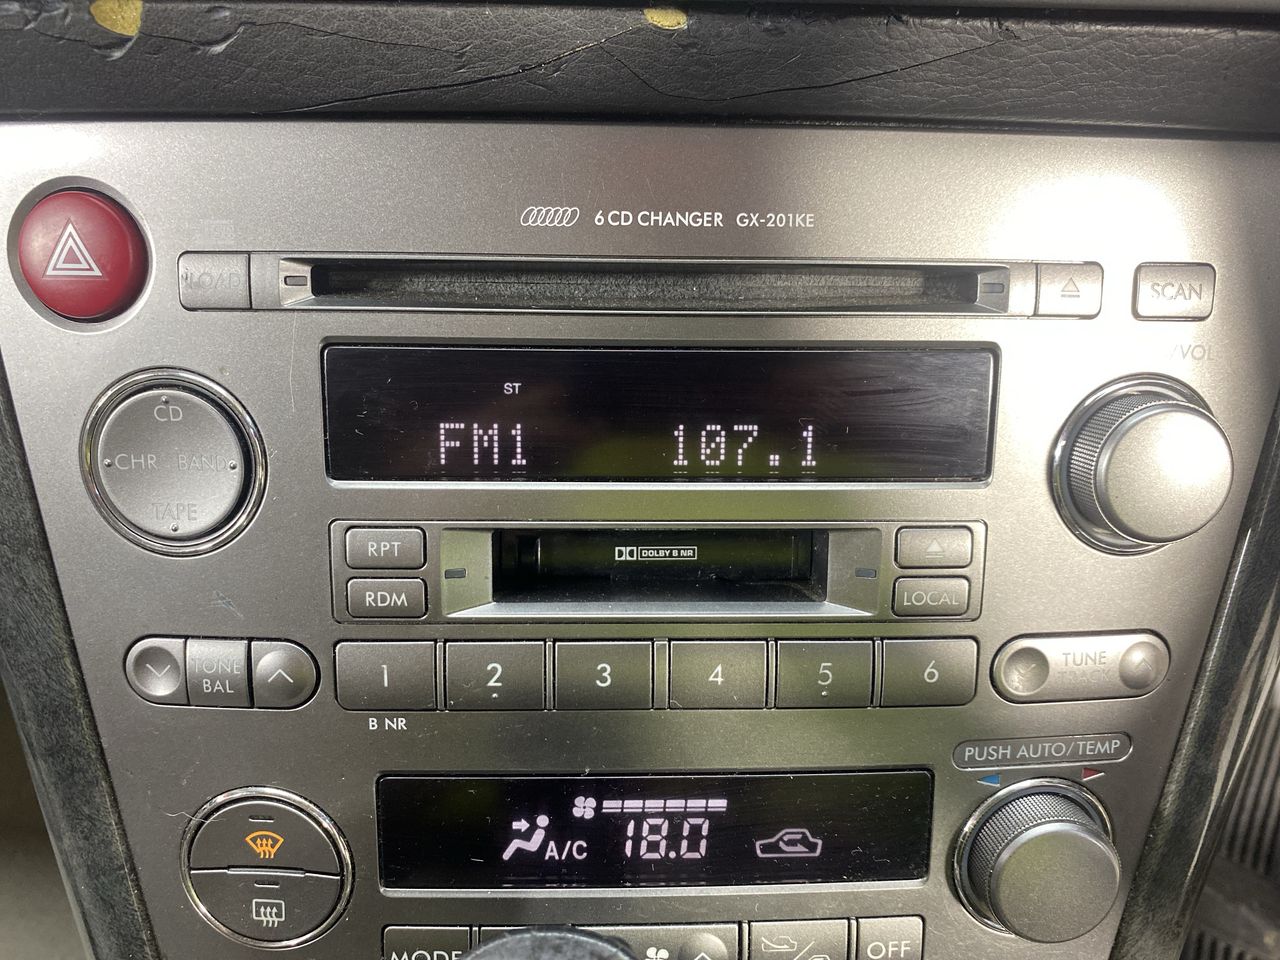 6 CD CHANGER GX-201KE
LOAD
SCAN
/VOL
ST
FM1 107.1
CD
CHR BAND
TAPE
RPT
DOLBY B NR
RDM
LOCAL
TONE
BAL
1 2 3 4 5 6
TUNE
TRACK
B NR
PUSH AUTO/TEMP
A/C 18.0
MODE
OFF